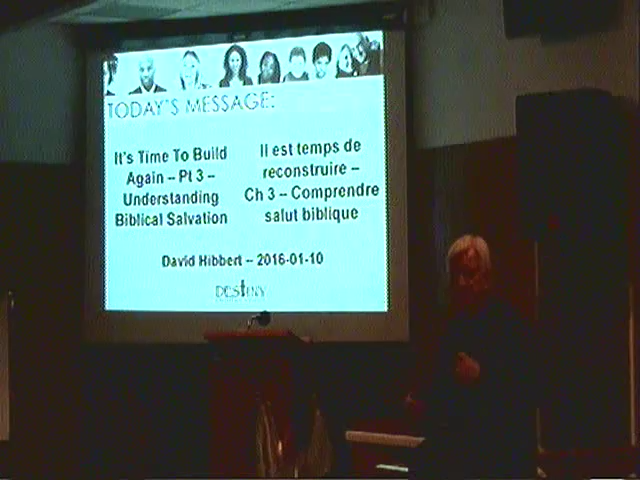 TODAY'S MESSAGE:
It's Time To Build
Again – Pt 3 –
Understanding
Biblical Salvation
Il est temps de
reconstruire –
Ch 3 – Comprendre
salut biblique
David Hibbert – 2016-01-10
DESTINY